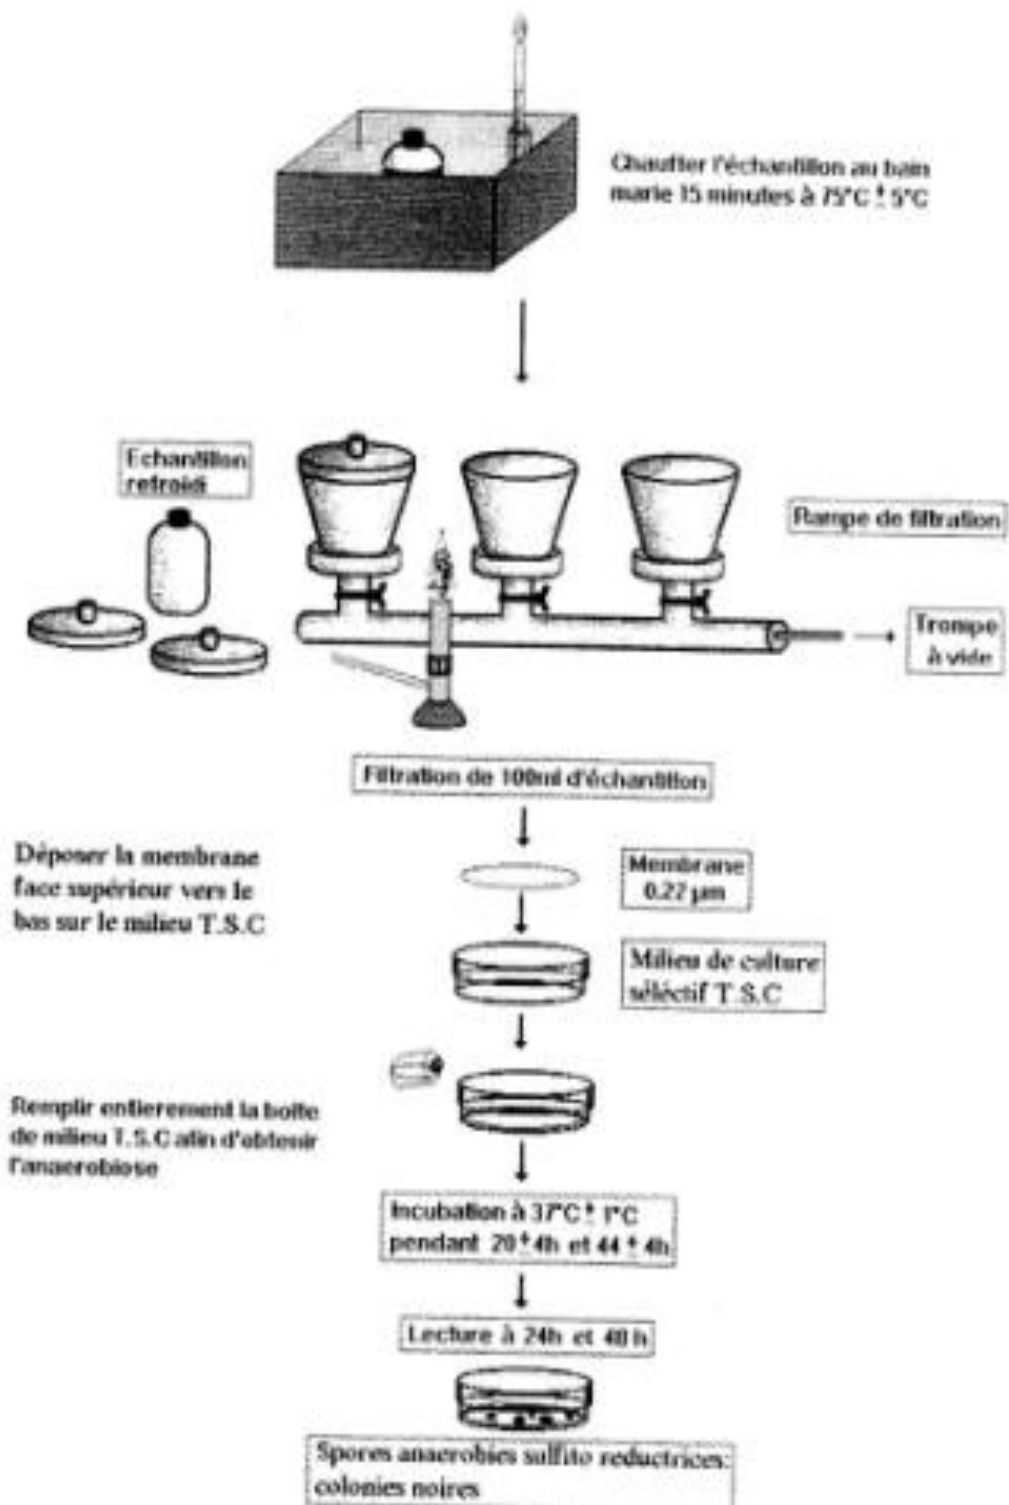 Chauffer l'échantillon au bain
marie 15 minutes à 75°C ± 5°C
Echantillon
refroidi
Rampe de filtration
Trompe
à vide
Filtration de 100ml d'échantillon
Déposer la membrane
face supérieur vers le
bas sur le milieu T.S.C
Membrane
0.22 µm
Milieu de culture
séléctif T.S.C
Remplir entierement la boîte
de milieu T.S.C afin d'obtenir
l'anaerobiose
Incubation à 37°C ± 1°C
pendant 20 ± 4h et 44 ± 4h
Lecture à 24h et 48 h
Spores anaerobies sulfito reductrices:
colonies noires